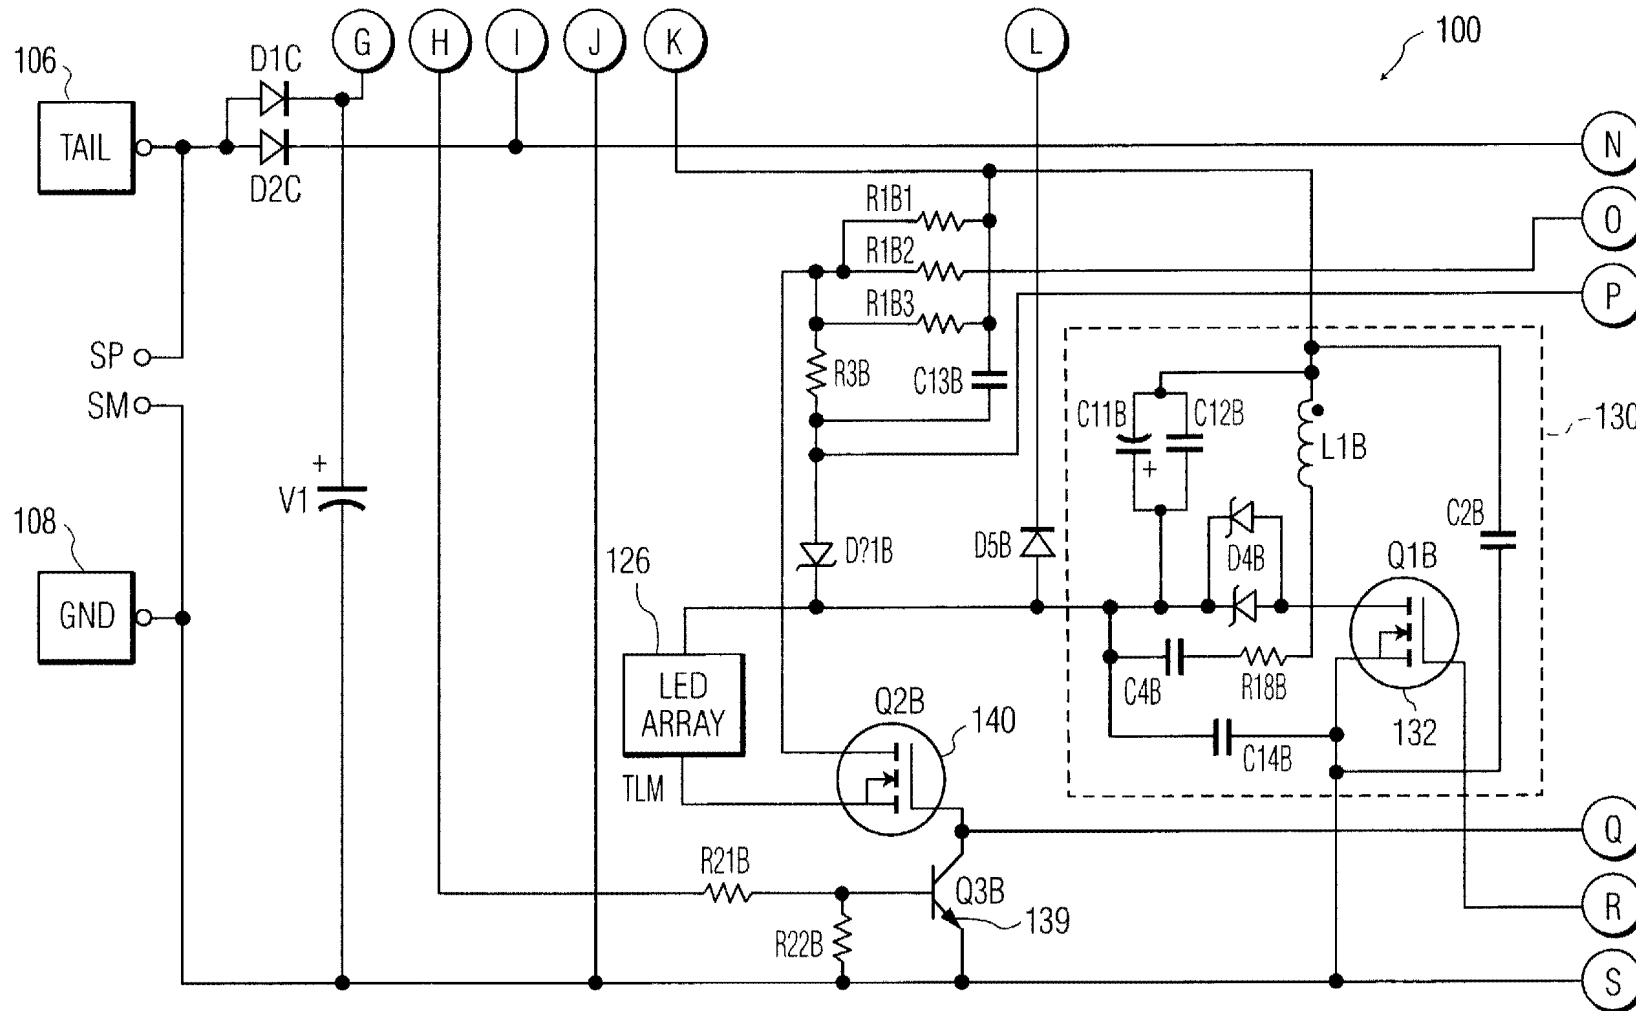 G H I J K L
100
106
D1C
TAIL
D2C
N
R1B1
O
R1B2
P
R1B3
SP
R3B
C13B
SM
C11B
C12B
130
L1B
+
V1
+
108
C2B
D5B
D?1B
D4B
Q1B
126
GND
LED
ARRAY
C4B
R18B
Q2B
140
132
C14B
TLM
Q
R21B
Q3B
R
139
R22B
S